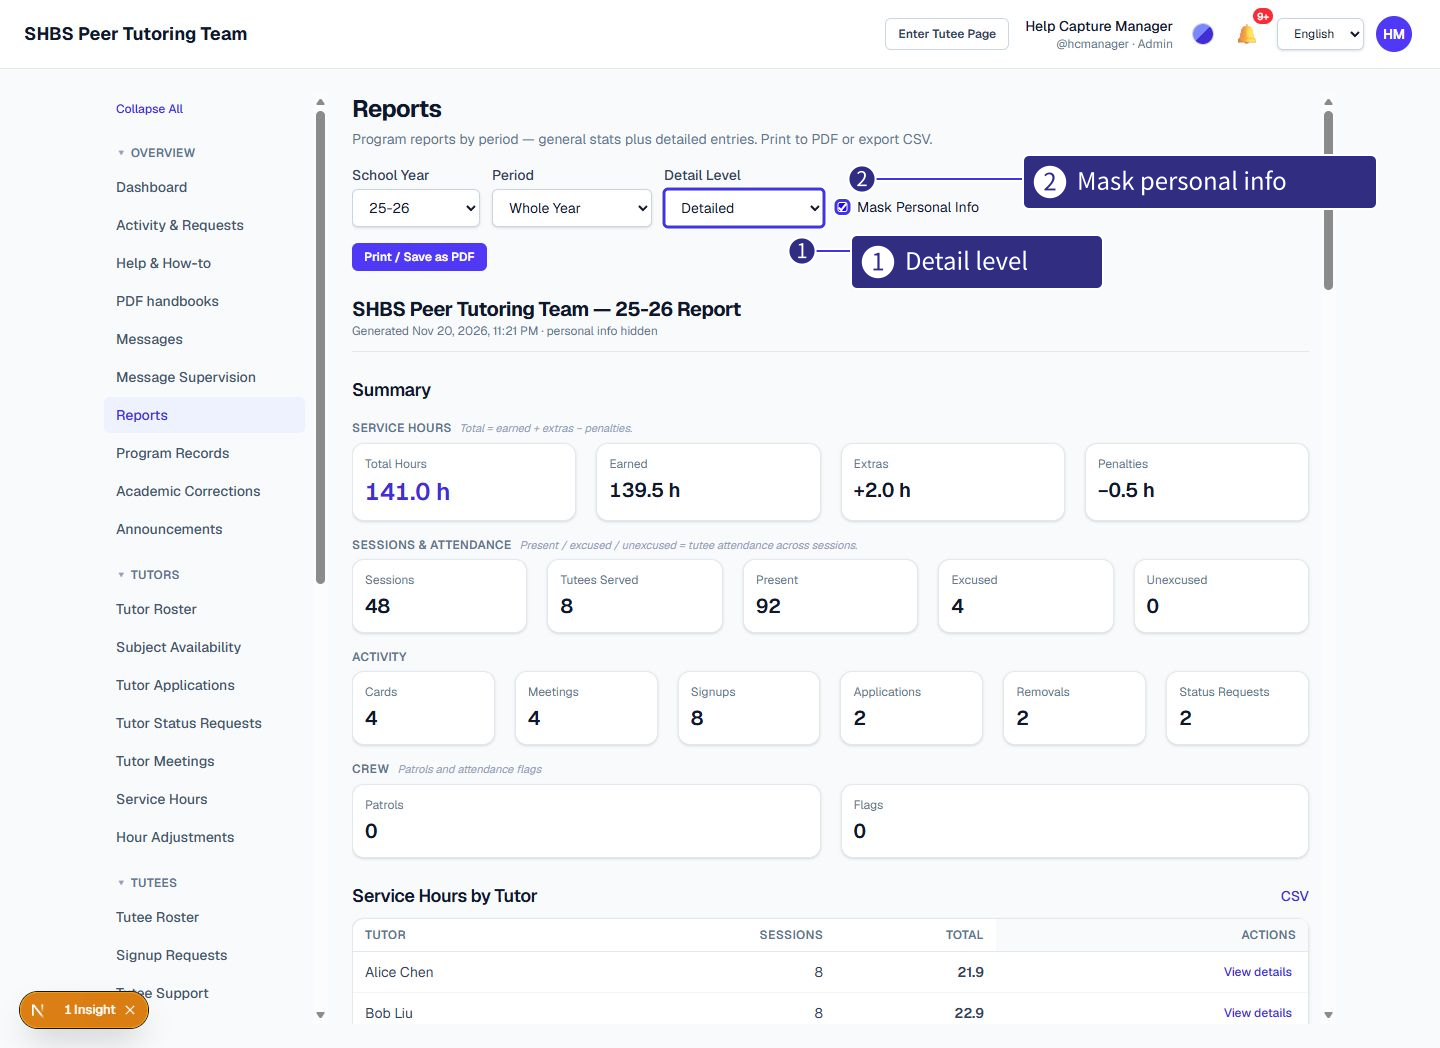 SHBS Peer Tutoring Team
Enter Tutee Page
Help Capture Manager
@hcmanager · Admin
9+
English
HM
Collapse All
OVERVIEW
Dashboard
Activity & Requests
Help & How-to
PDF handbooks
Messages
Message Supervision
Reports
Program Records
Academic Corrections
Announcements
TUTORS
Tutor Roster
Subject Availability
Tutor Applications
Tutor Status Requests
Tutor Meetings
Service Hours
Hour Adjustments
TUTEES
Tutee Roster
Signup Requests
Tutee Support
N 1 Insight ×
Reports
Program reports by period — general stats plus detailed entries. Print to PDF or export CSV.
School Year Period Detail Level
25-26 Whole Year Detailed Mask Personal Info
2 2 Mask personal info
1 1 Detail level
Print / Save as PDF
SHBS Peer Tutoring Team — 25-26 Report
Generated Nov 20, 2026, 11:21 PM · personal info hidden
Summary
SERVICE HOURS Total = earned + extras − penalties.
Total Hours Earned Extras Penalties
141.0 h 139.5 h +2.0 h −0.5 h
SESSIONS & ATTENDANCE Present / excused / unexcused = tutee attendance across sessions.
Sessions Tutees Served Present Excused Unexcused
48 8 92 4 0
ACTIVITY
Cards Meetings Signups Applications Removals Status Requests
4 4 8 2 2 2
CREW Patrols and attendance flags
Patrols Flags
0 0
Service Hours by Tutor CSV
TUTOR SESSIONS TOTAL ACTIONS
Alice Chen 8 21.9 View details
Bob Liu 8 22.9 View details